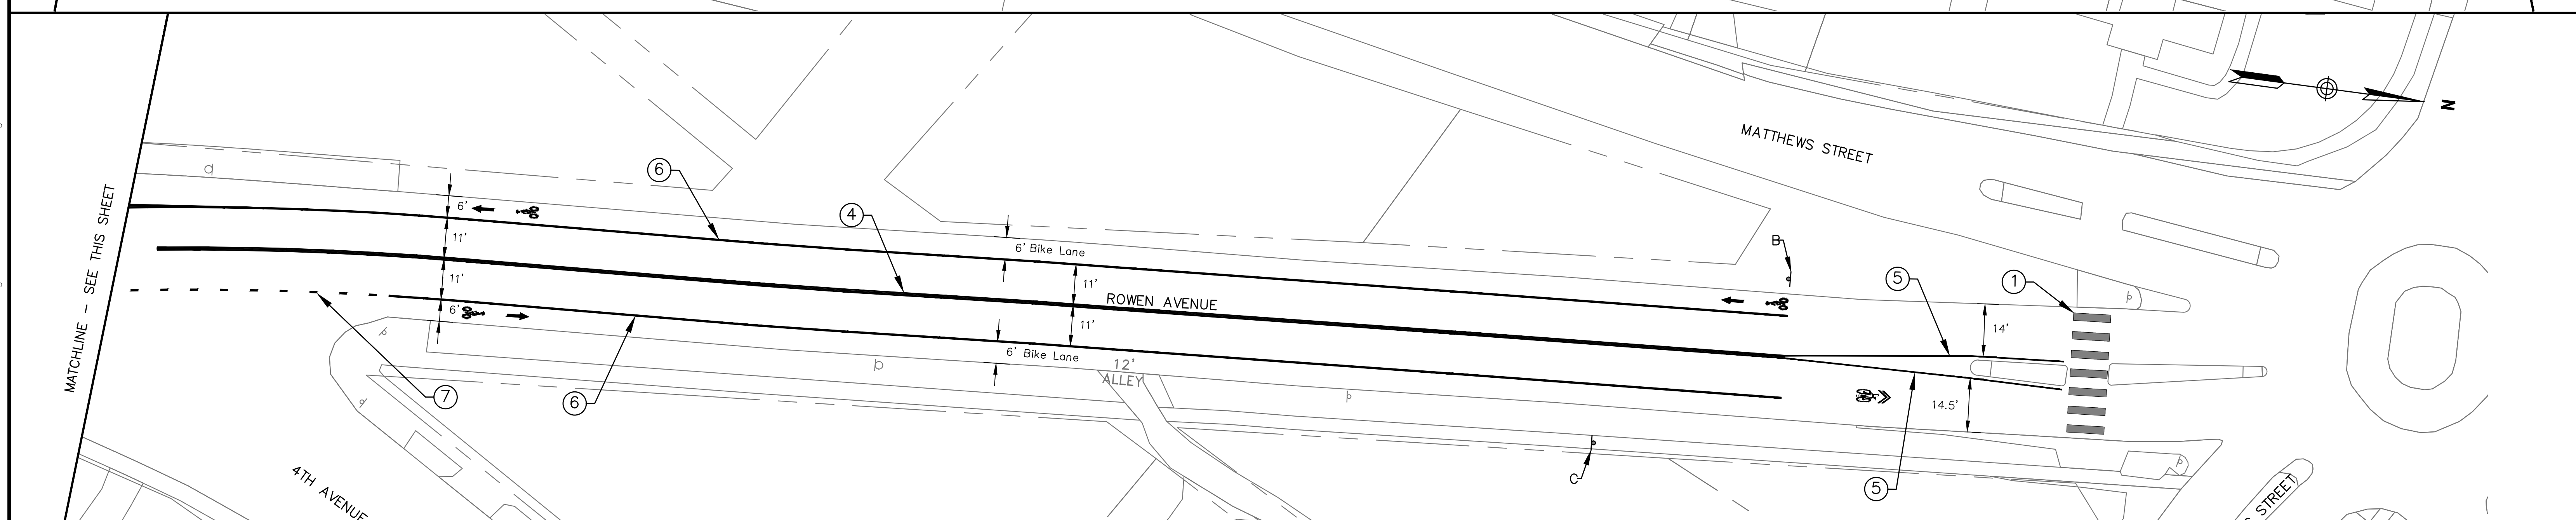 MATCHLINE – SEE THIS SHEET
6
4
6'
11'
11'
6'
6' Bike Lane
11'
ROWEN AVENUE
11'
6' Bike Lane
12'
ALLEY
7
6
4TH AVENUE
MATTHEWS STREET
N
B
5
1
14'
14.5'
C
5
STREET